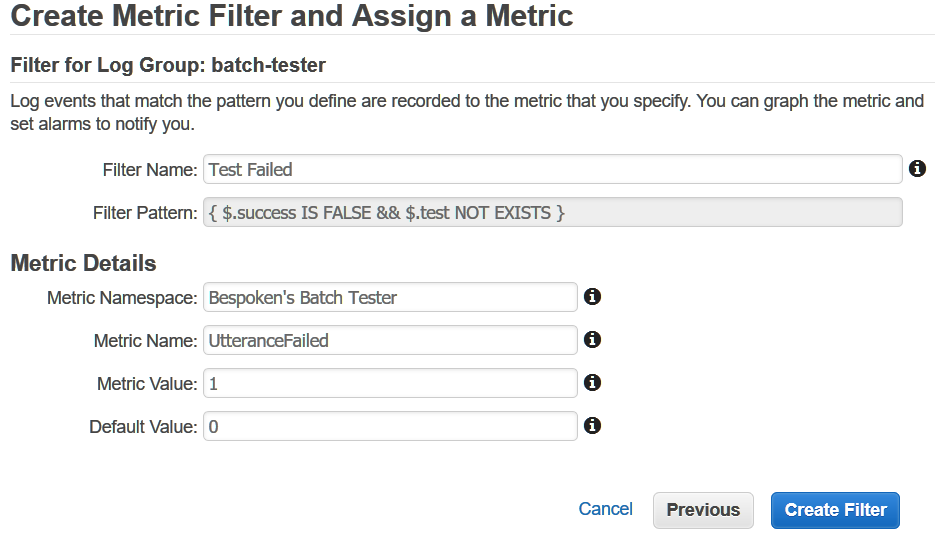 Create Metric Filter and Assign a Metric
Filter for Log Group: batch-tester
Log events that match the pattern you define are recorded to the metric that you specify. You can graph the metric and
set alarms to notify you.
Filter Name: Test Failed
Filter Pattern: { $.success IS FALSE && $.test NOT EXISTS }
Metric Details
Metric Namespace: Bespoken's Batch Tester
Metric Name: UtteranceFailed
Metric Value: 1
Default Value: 0
Cancel Previous Create Filter